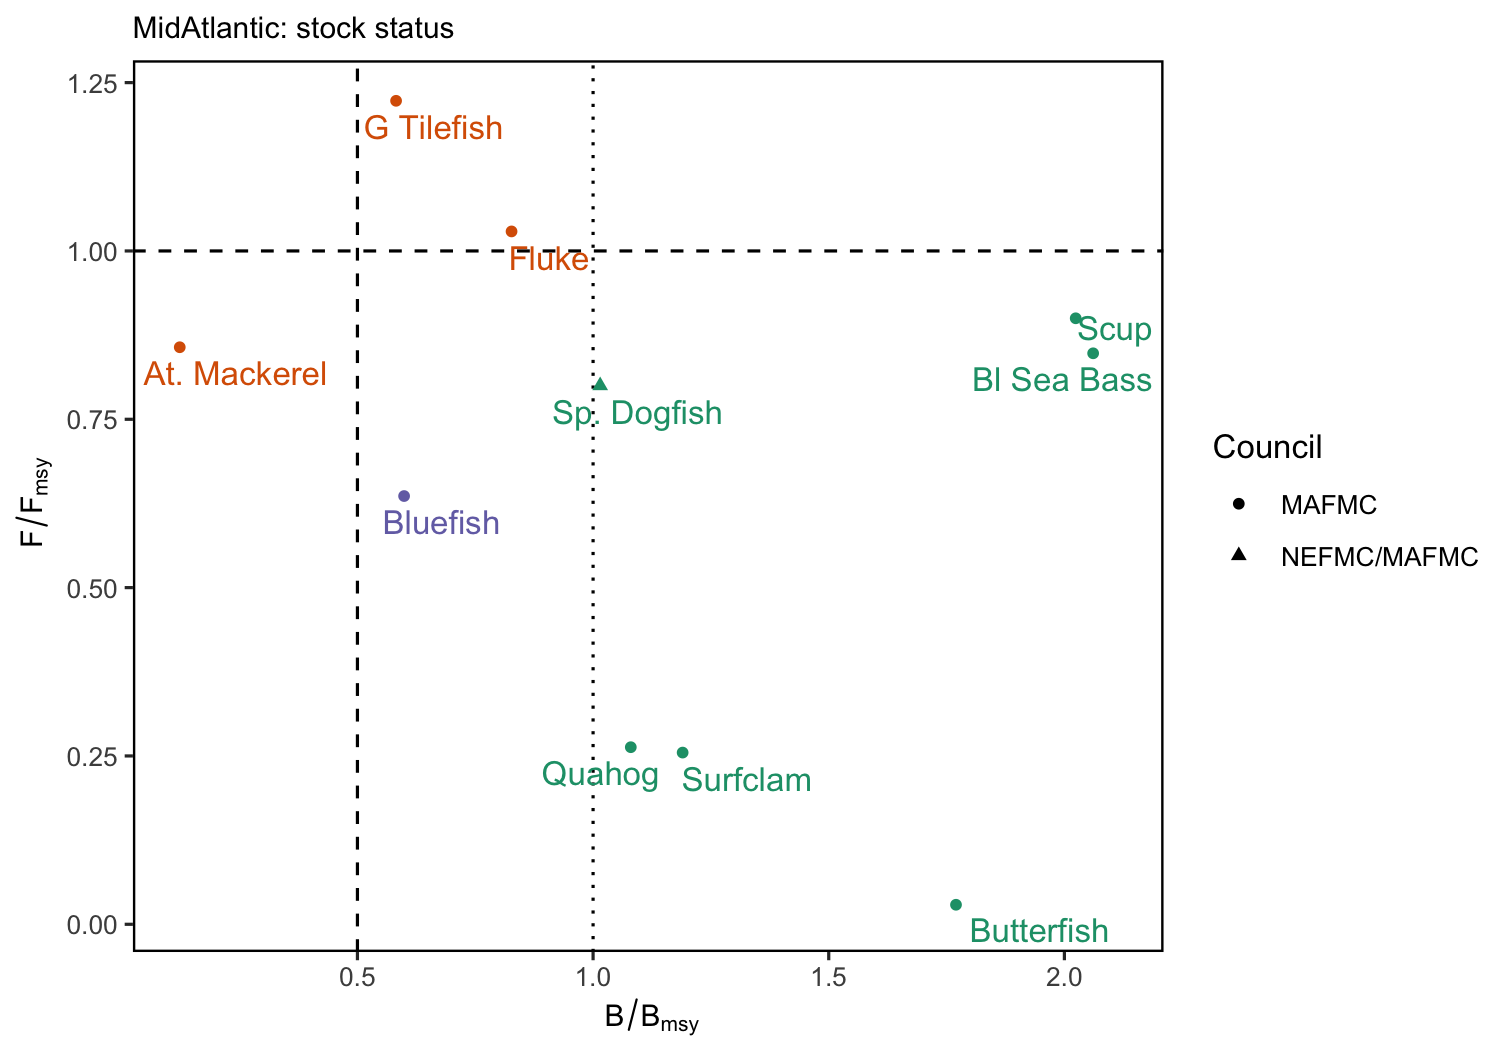 MidAtlantic: stock status
1.25
G Tilefish
1.00
Fluke
Scup
At. Mackerel
Bl Sea Bass
0.75
Sp. Dogfish
Council
F/Fmsy
Bluefish
MAFMC
NEFMC/MAFMC
0.50
0.25
Quahog
Surfclam
0.00
Butterfish
0.5 1.0 1.5 2.0
B/Bmsy